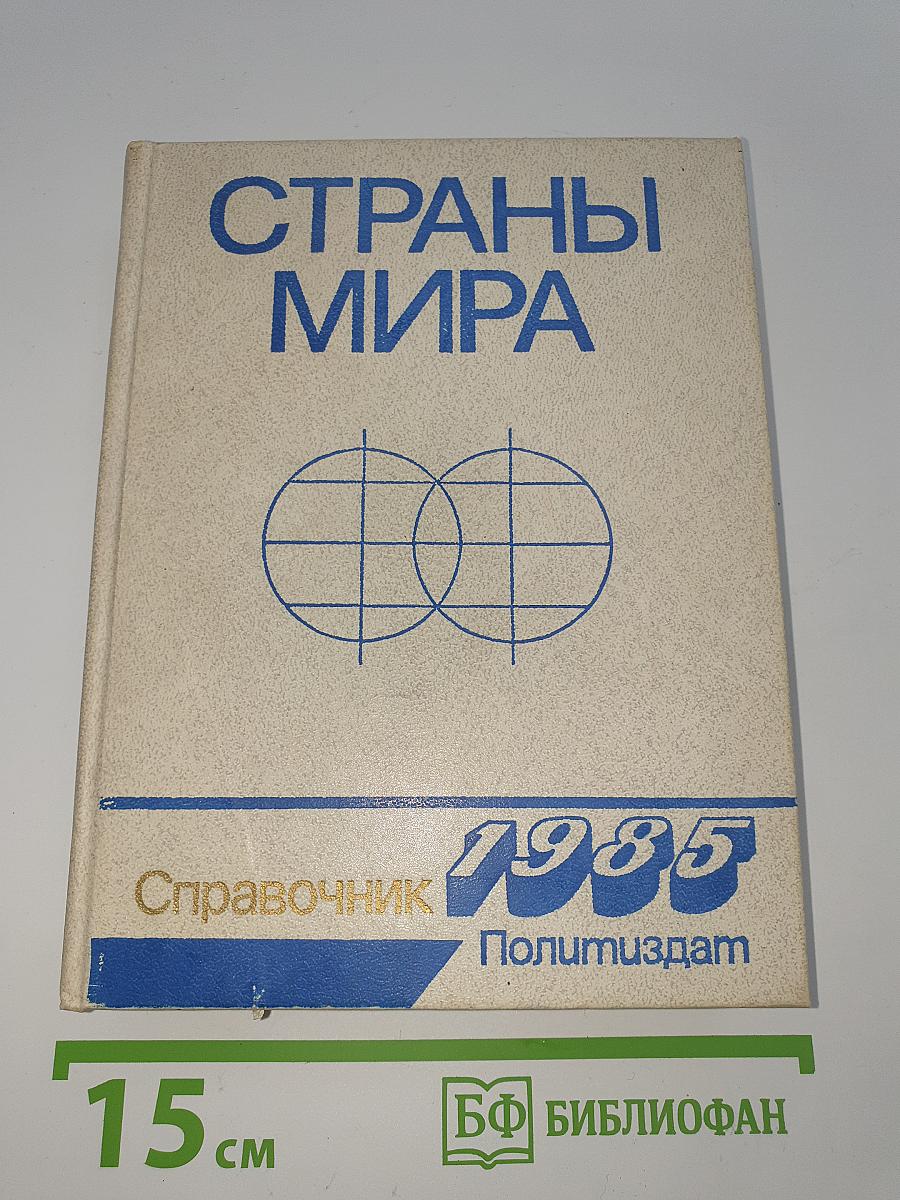 СТРАНЫ
МИРА
1985
Справочник
Политиздат
15 см
БФ БИБЛИОФАН